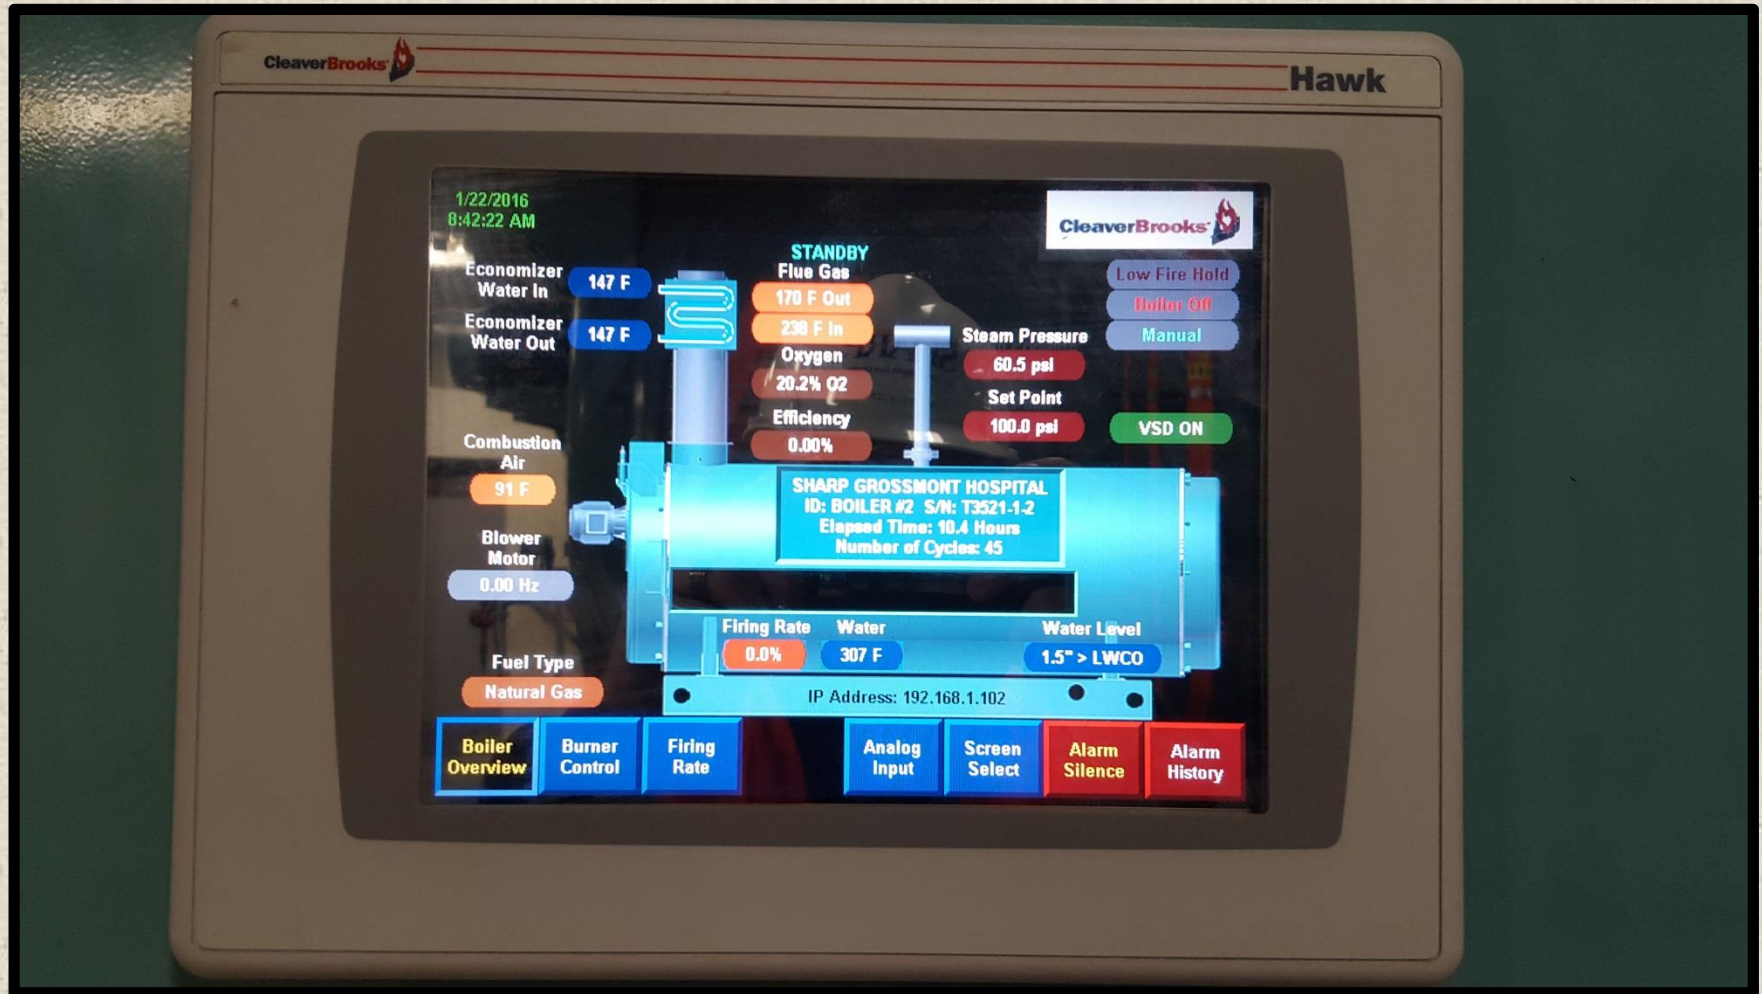 CleaverBrooks
Hawk
1/22/2016
8:42:22 AM
CleaverBrooks
STANDBY
Economizer
Water In
147 F
Economizer
Water Out
147 F
Flue Gas
170 F Out
238 F In
Oxygen
20.2% O2
Efficiency
0.00%
Steam Pressure
60.5 psi
Set Point
100.0 psi
Low Fire Hold
Boiler Off
Manual
VSD ON
Combustion
Air
91 F
Blower
Motor
0.00 Hz
Fuel Type
Natural Gas
SHARP GROSSMONT HOSPITAL
ID: BOILER #2 S/N: T3521-1-2
Elapsed Time: 10.4 Hours
Number of Cycles: 45
Firing Rate
0.0%
Water
307 F
Water Level
1.5" > LWCO
IP Address: 192.168.1.102
Boiler
Overview
Burner
Control
Firing
Rate
Analog
Input
Screen
Select
Alarm
Silence
Alarm
History